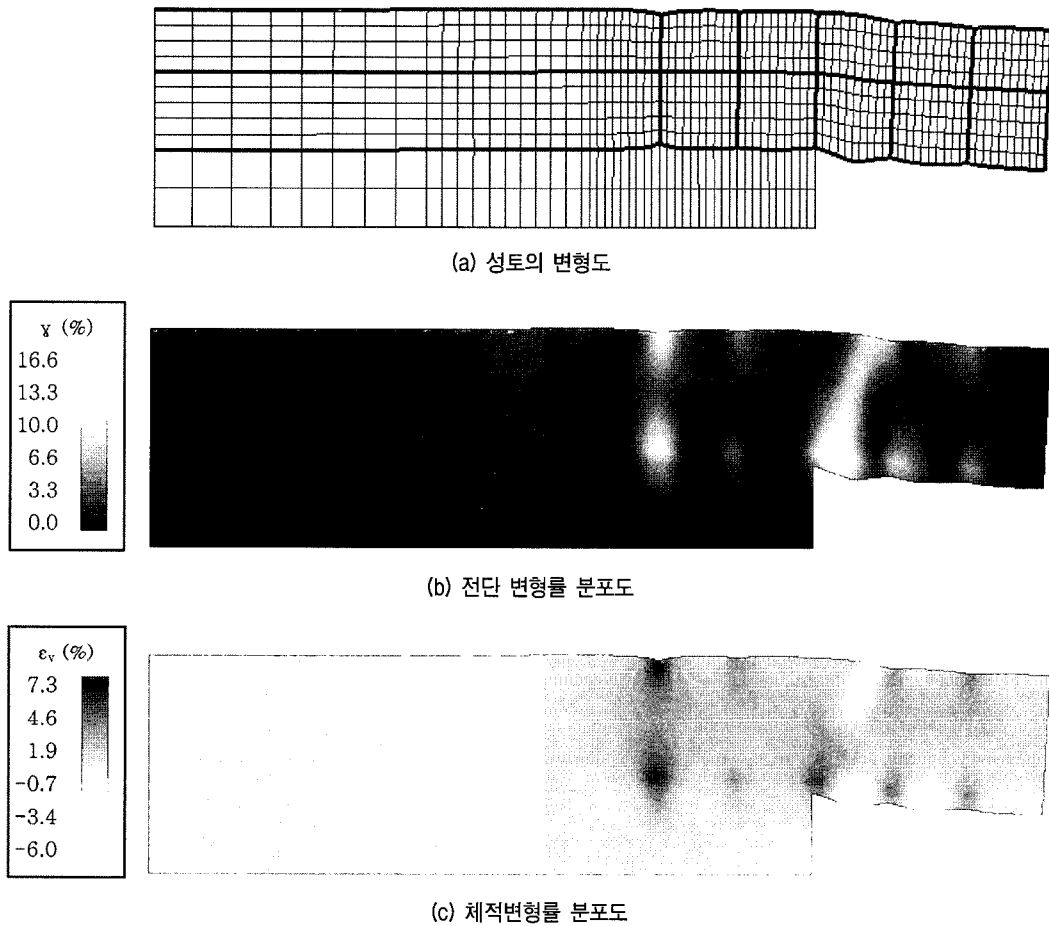 (a) 성토의 변형도
γ (%)
16.6
13.3
10.0
6.6
3.3
0.0
(b) 전단 변형률 분포도
εv (%)
7.3
4.6
1.9
-0.7
-3.4
-6.0
(c) 체적변형률 분포도